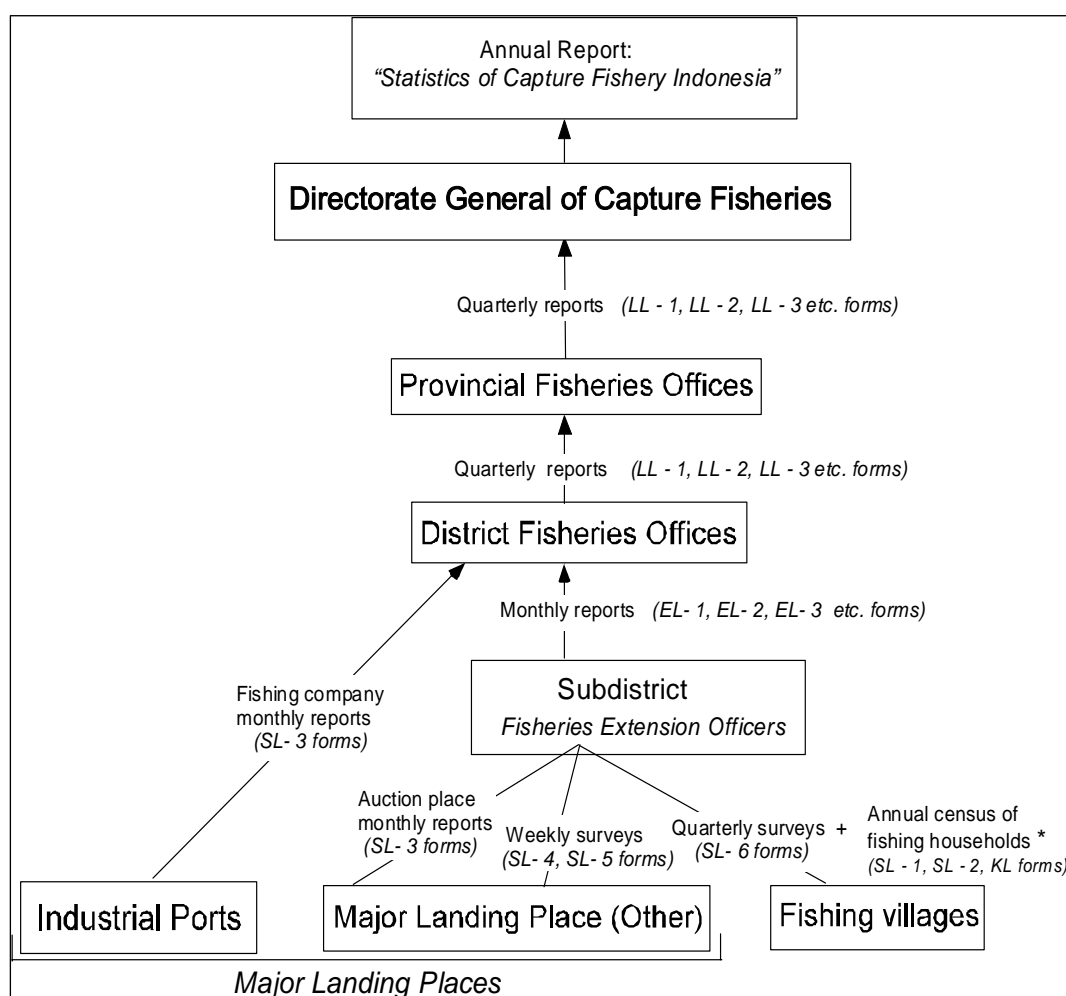 Annual Report:
“Statistics of Capture Fishery Indonesia”
Directorate General of Capture Fisheries
Quarterly reports (LL - 1, LL - 2, LL - 3 etc. forms)
Provincial Fisheries Offices
Quarterly reports (LL - 1, LL - 2, LL - 3 etc. forms)
District Fisheries Offices
Monthly reports (EL- 1, EL- 2, EL- 3 etc. forms)
Subdistrict
Fisheries Extension Officers
Fishing company
monthly reports
(SL- 3 forms)
Auction place
monthly reports
(SL- 3 forms)
Weekly surveys
(SL- 4, SL- 5 forms)
Quarterly surveys +
(SL- 6 forms)
Annual census of
fishing households *
(SL - 1, SL - 2, KL forms)
Industrial Ports
Major Landing Place (Other)
Fishing villages
Major Landing Places